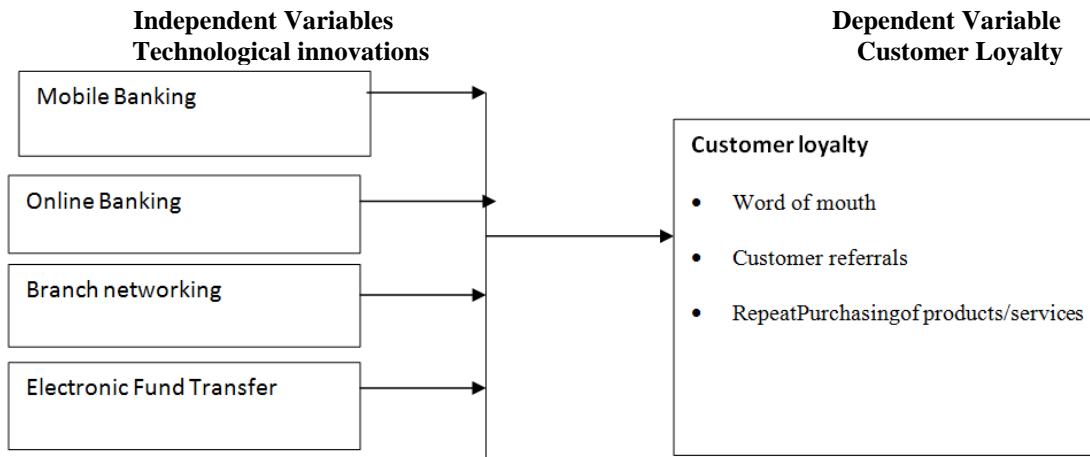 Independent Variables
Technological innovations
Dependent Variable
Customer Loyalty
Mobile Banking
Online Banking
Branch networking
Electronic Fund Transfer
Customer loyalty
• Word of mouth
• Customer referrals
• RepeatPurchasingof products/services